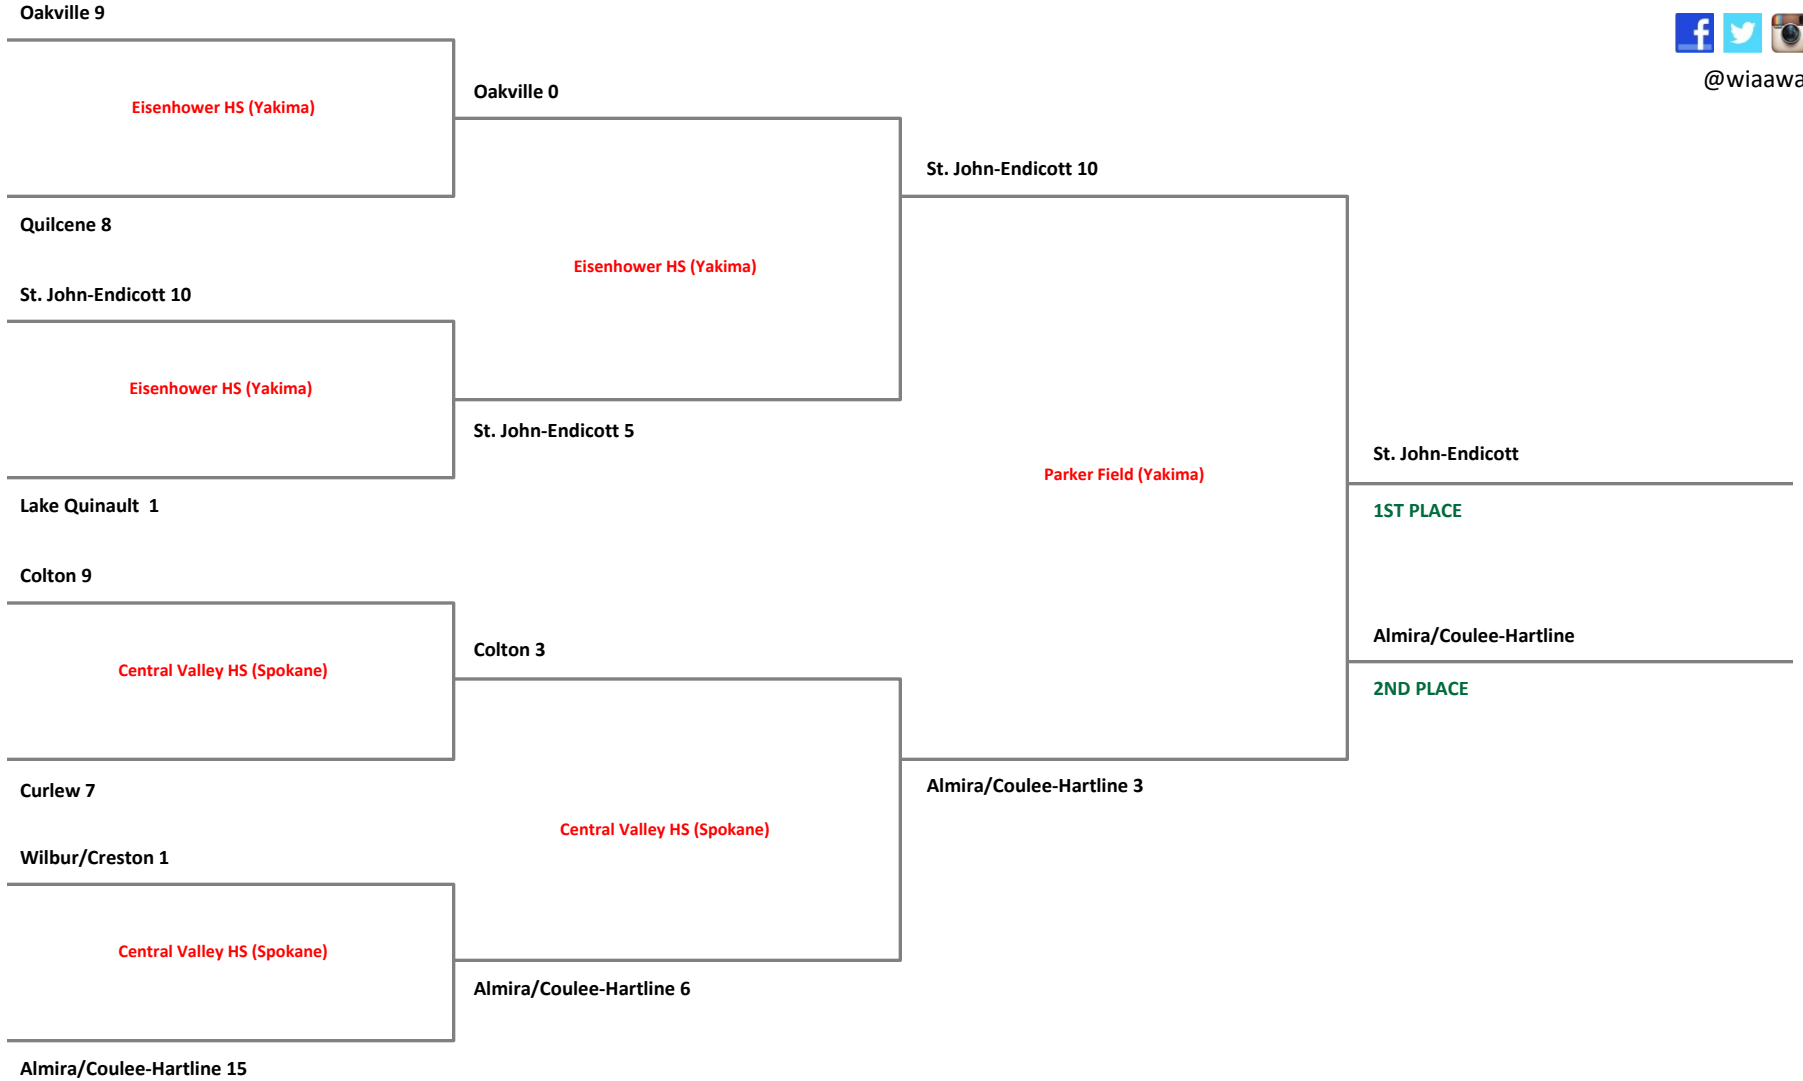 Oakville 9
@wiaawa
Eisenhower HS (Yakima)
Oakville 0
St. John-Endicott 10
Quilcene 8
Eisenhower HS (Yakima)
St. John-Endicott 10
Eisenhower HS (Yakima)
St. John-Endicott 5
St. John-Endicott
Parker Field (Yakima)
Lake Quinault  1
1ST PLACE
Colton 9
Colton 3
Almira/Coulee-Hartline
Central Valley HS (Spokane)
2ND PLACE
Curlew 7
Almira/Coulee-Hartline 3
Central Valley HS (Spokane)
Wilbur/Creston 1
Central Valley HS (Spokane)
Almira/Coulee-Hartline 6
Almira/Coulee-Hartline 15